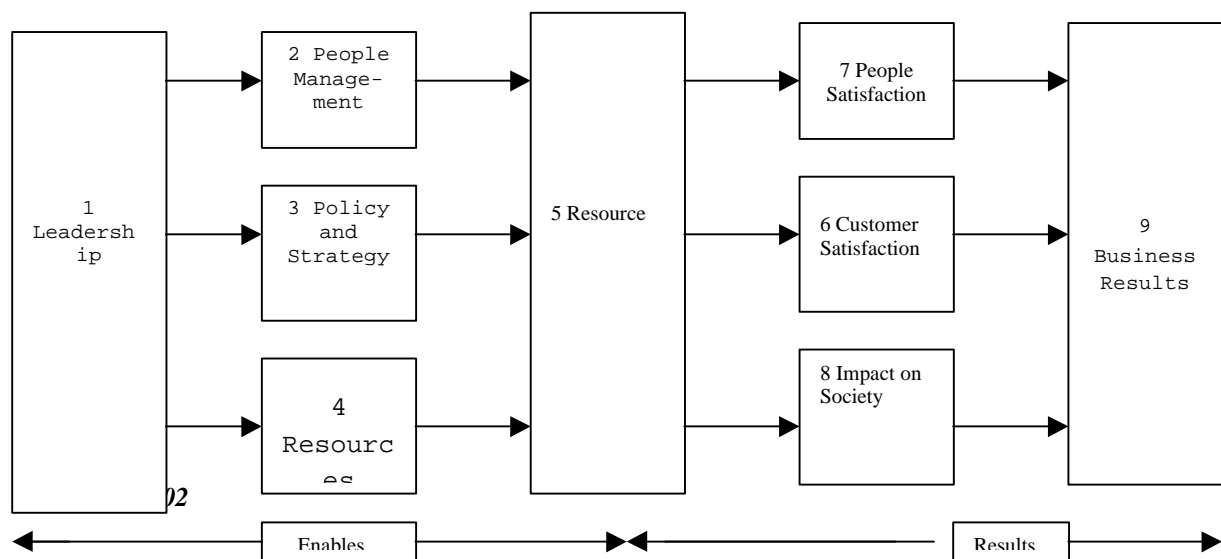 1
Leadersh
ip
2 People
Manage-
ment
3 Policy
and
Strategy
4
Resourc
es
5 Resource
7 People
Satisfaction
6 Customer
Satisfaction
8 Impact on
Society
9
Business
Results
02
Enables
Results